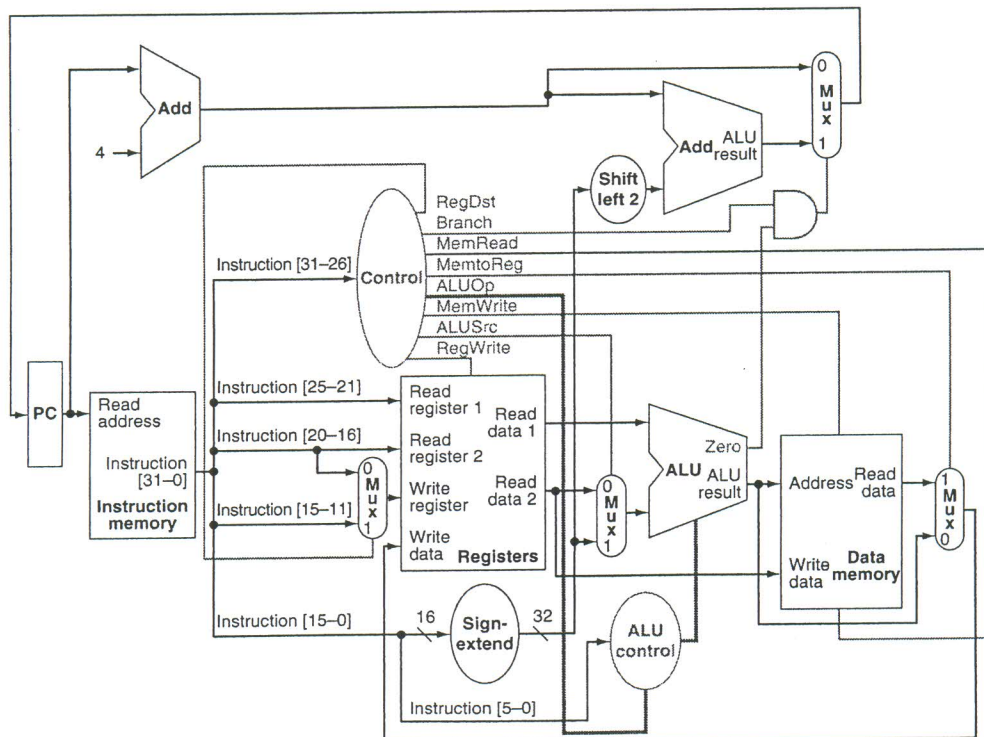 0
Mux
1
Add
4
Add
ALU
result
Shift
left 2
RegDst
Branch
MemRead
MemtoReg
ALUOp
MemWrite
ALUSrc
RegWrite
Control
Instruction [31–26]
Instruction [25–21]
Instruction [20–16]
Instruction [15–11]
Instruction [15–0]
Instruction [5–0]
PC
Read
address
Instruction
[31–0]
Instruction
memory
0
Mux
1
Read
register 1
Read
register 2
Write
register
Write
data
Read
data 1
Read
data 2
Registers
0
Mux
1
Zero
ALU
ALU
result
Address
Read
data
Write
data
Data
memory
1
Mux
0
16
Sign-
extend
32
ALU
control